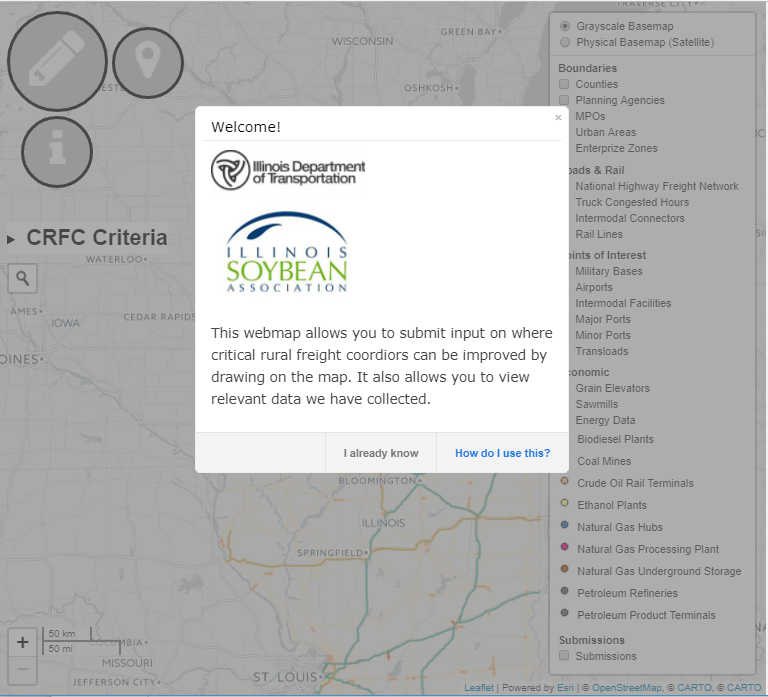 TRAVERSE CITY
Grayscale Basemap
Physical Basemap (Satellite)
Boundaries
Counties
Planning Agencies
MPOs
Urban Areas
Enterprize Zones
oads & Rail
National Highway Freight Network
Truck Congested Hours
Intermodal Connectors
Rail Lines
oints of Interest
Military Bases
Airports
Intermodal Facilities
Major Ports
Minor Ports
Transloads
conomic
Grain Elevators
Sawmills
Energy Data
Biodiesel Plants
Coal Mines
Crude Oil Rail Terminals
Ethanol Plants
Natural Gas Hubs
Natural Gas Processing Plant
Natural Gas Underground Storage
Petroleum Refineries
Petroleum Product Terminals
Submissions
Submissions
GREEN BAY
WISCONSIN
OSHKOSH
Welcome!
×
Illinois Department
of Transportation
ILLINOIS
SOYBEAN
ASSOCIATION
This webmap allows you to submit input on where
critical rural freight coordiors can be improved by
drawing on the map. It also allows you to view
relevant data we have collected.
I already know
How do I use this?
CRFC Criteria
WATERLOO
AMES
IOWA
CEDAR RAPIDS
OINES
BLOOMINGTON
ILLINOIS
SPRINGFIELD
+
50 km
50 mi
−
COLUMBIA
MISSOURI
JEFFERSON CITY
ST. LOUIS
Leaflet | Powered by Esri | © OpenStreetMap, © CARTO, © CARTO